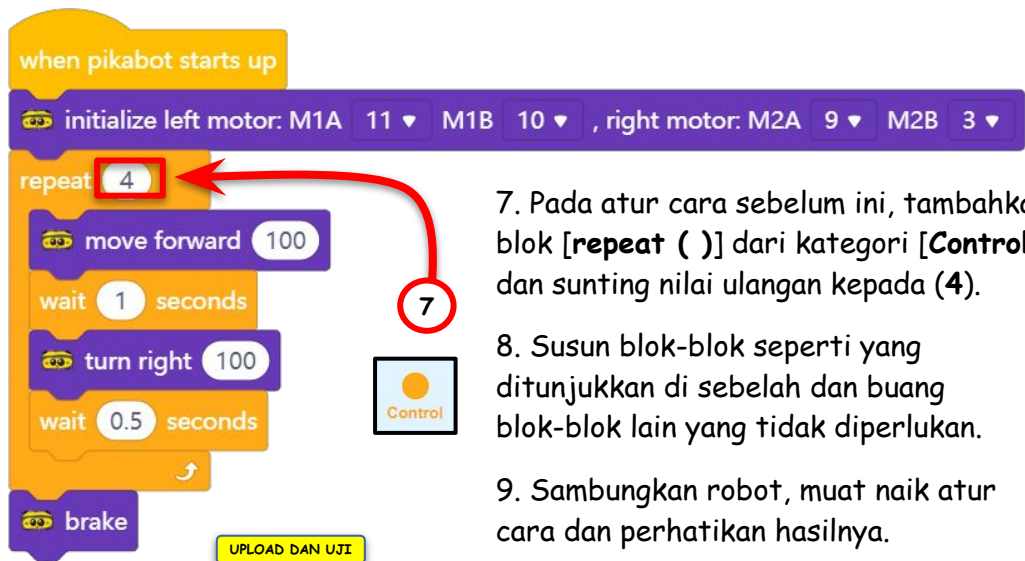 when pikabot starts up
initialize left motor: M1A 11 ▼ M1B 10 ▼ , right motor: M2A 9 ▼ M2B 3 ▼
repeat 4
move forward 100
wait 1 seconds
turn right 100
wait 0.5 seconds
brake
UPLOAD DAN UJI
7
Control
7. Pada atur cara sebelum ini,
blok [repeat ( )] dari kategori [Control
dan sunting nilai ulangan kepada (4).
8. Susun blok-blok seperti yang
ditunjukkan di sebelah dan buang
blok-blok lain yang tidak diperlukan.
9. Sambungkan robot, muat naik atur
cara dan perhatikan hasilnya.